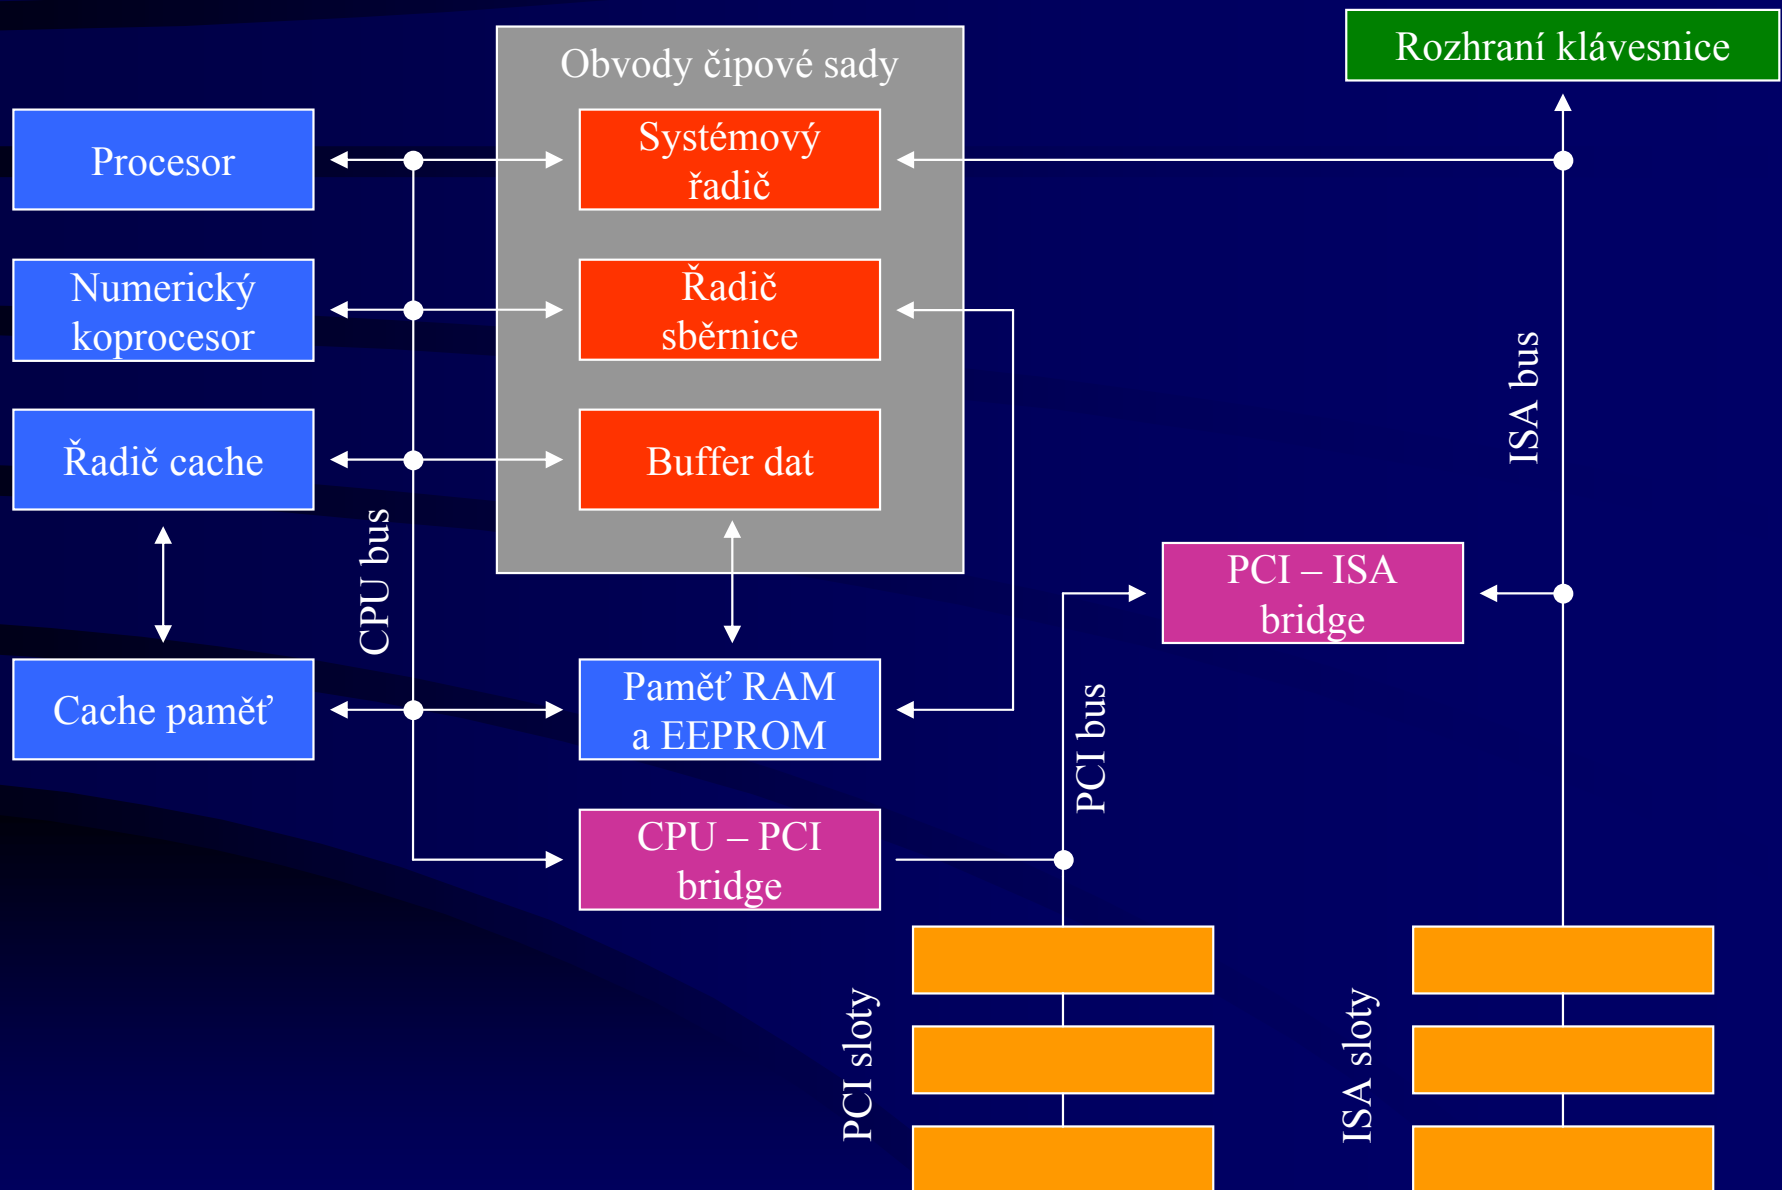 Obvody čipové sady
Rozhraní klávesnice
Procesor
Systémový
řadič
Numerický
koprocesor
Řadič
sběrnice
Řadič cache
Buffer dat
CPU bus
ISA bus
PCI – ISA
bridge
Cache paměť
Paměť RAM
a EEPROM
PCI bus
CPU – PCI
bridge
PCI sloty
ISA sloty